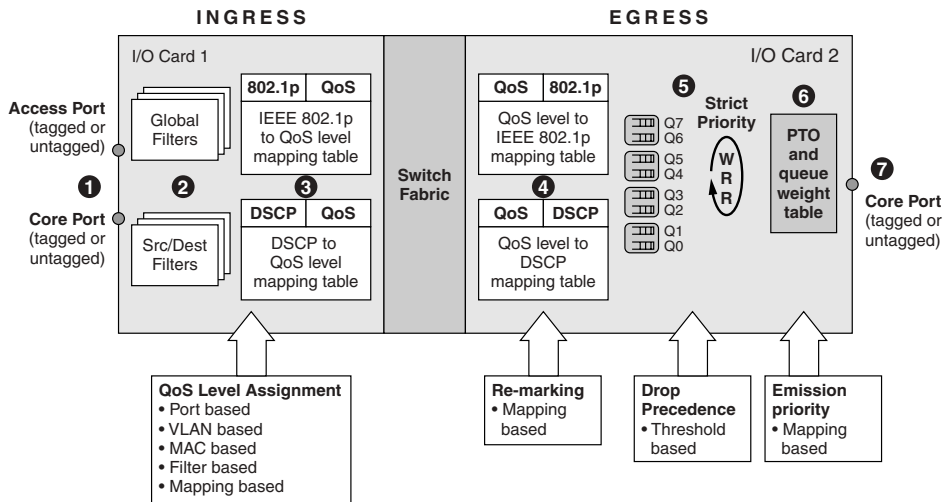 INGRESS
EGRESS
I/O Card 1
I/O Card 2
Access Port
(tagged or
untagged)
1
Core Port
(tagged or
untagged)
Global
Filters
2
Src/Dest
Filters
802.1p QoS
IEEE 802.1p
to QoS level
mapping table
3
DSCP QoS
DSCP to
QoS level
mapping table
Switch
Fabric
QoS 802.1p
QoS level to
IEEE 802.1p
mapping table
4
QoS DSCP
QoS level to
DSCP
mapping table
5
Q7
Q6
Q5
Q4
Q3
Q2
Q1
Q0
Strict
Priority
W
R
R
6
PTO
and
queue
weight
table
7
Core Port
(tagged or
untagged)
QoS Level Assignment
• Port based
• VLAN based
• MAC based
• Filter based
• Mapping based
Re-marking
• Mapping
based
Drop
Precedence
• Threshold
based
Emission
priority
• Mapping
based